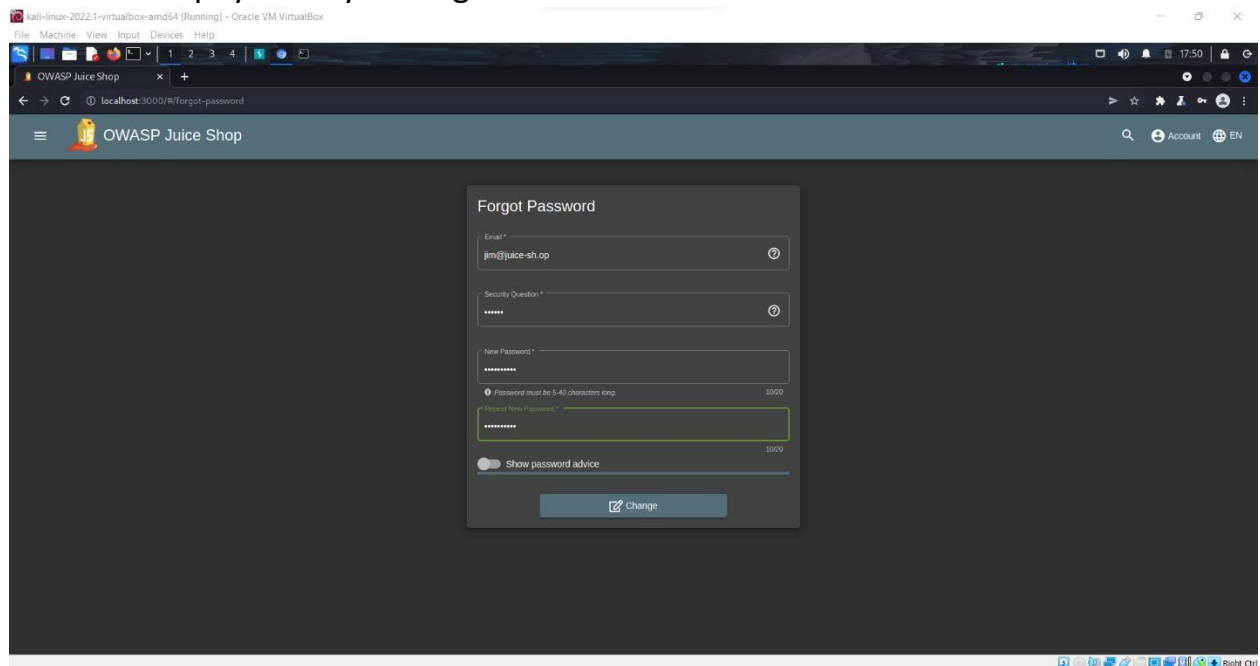 kali-linux-2022.1-virtualbox-amd64 [Running] - Oracle VM VirtualBox
File Machine View Input Devices Help
1 2 3 4 17:50
OWASP Juice Shop
localhost:3000/#/forgot-password
OWASP Juice Shop Account EN
Forgot Password
Email *
jim@juice-sh.op
Security Question *
••••••
New Password *
••••••••••
Password must be 5-40 characters long. 10/20
Repeat New Password *
••••••••••
10/20
Show password advice
Change
Right Ctrl